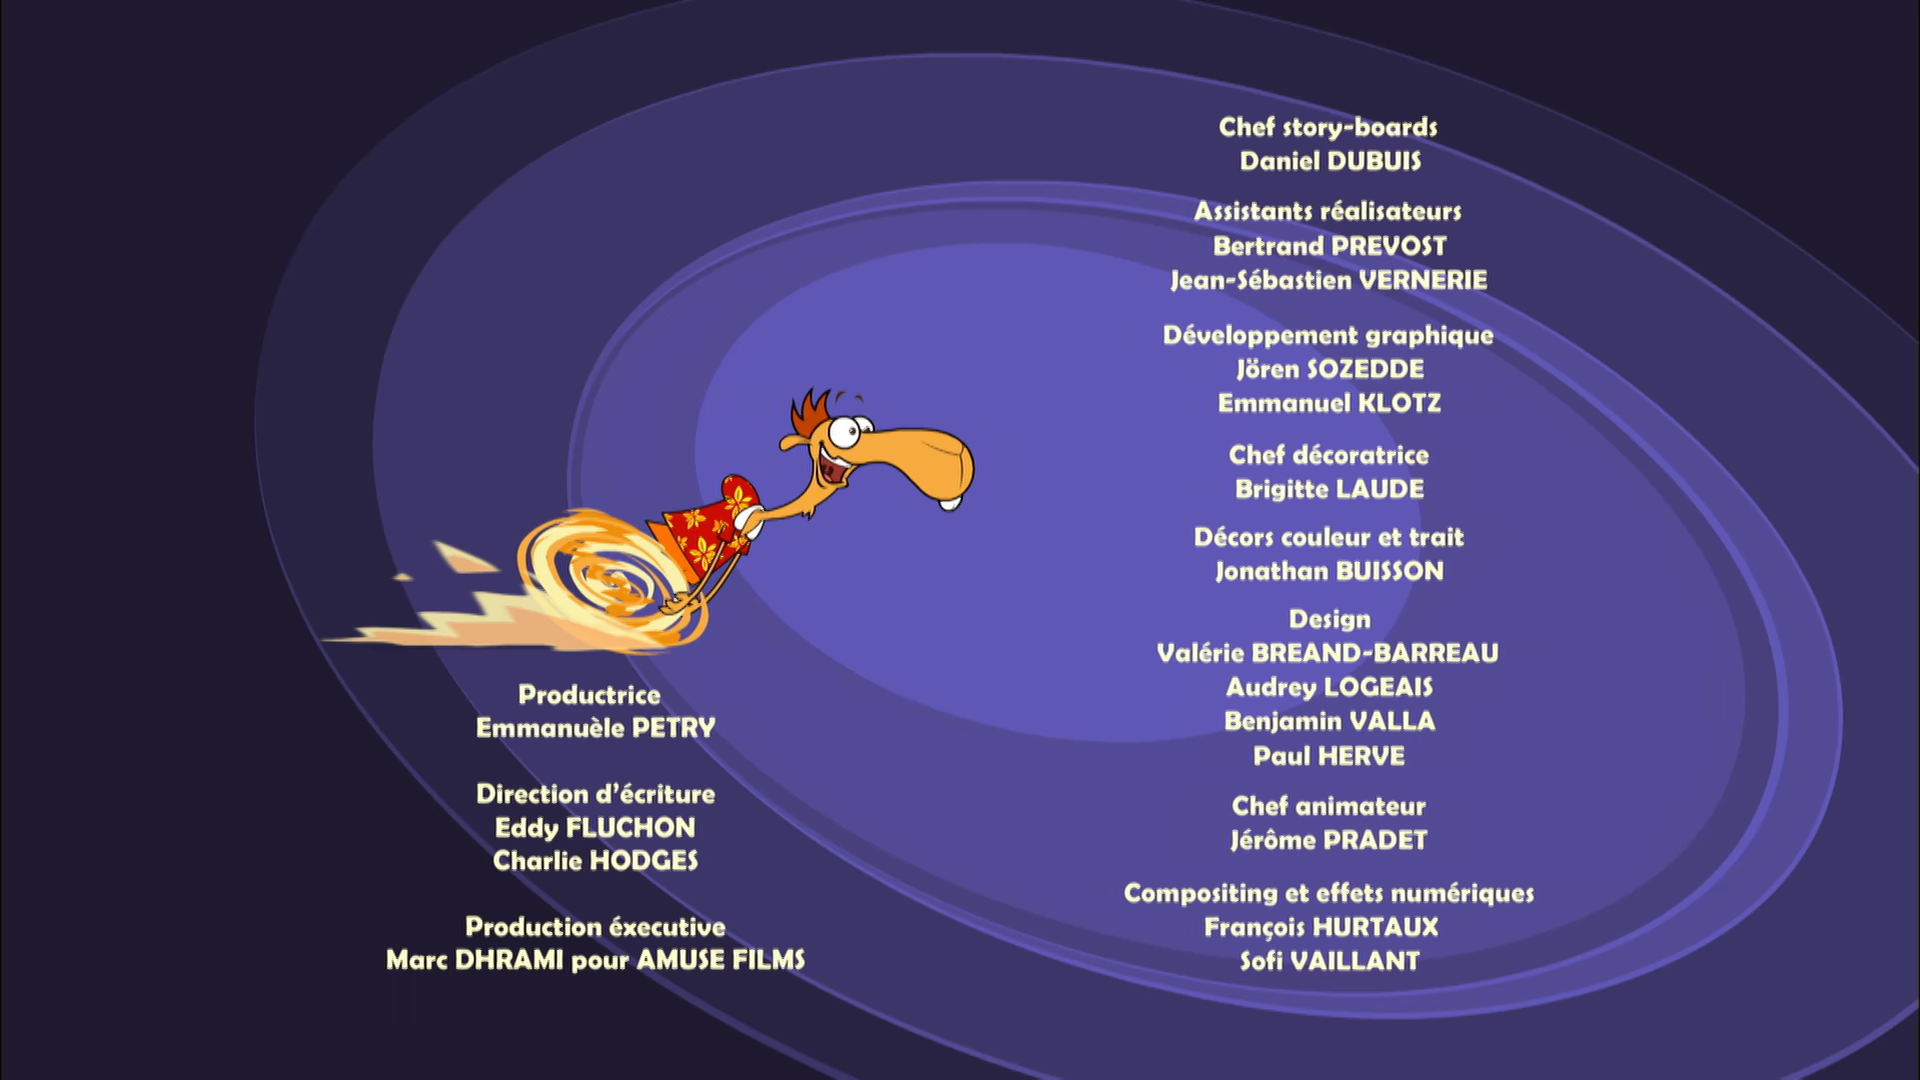 Productrice
Emmanuèle PETRY
Direction d'écriture
Eddy FLUCHON
Charlie HODGES
Production éxecutive
Marc DHRAMI pour AMUSE FILMS
Chef story-boards
Daniel DUBUIS
Assistants réalisateurs
Bertrand PREVOST
Jean-Sébastien VERNERIE
Développement graphique
Jören SOZEDDE
Emmanuel KLOTZ
Chef décoratrice
Brigitte LAUDE
Décors couleur et trait
Jonathan BUISSON
Design
Valérie BREAND-BARREAU
Audrey LOGEAIS
Benjamin VALLA
Paul HERVE
Chef animateur
Jérôme PRADET
Compositing et effets numériques
François HURTAUX
Sofi VAILLANT